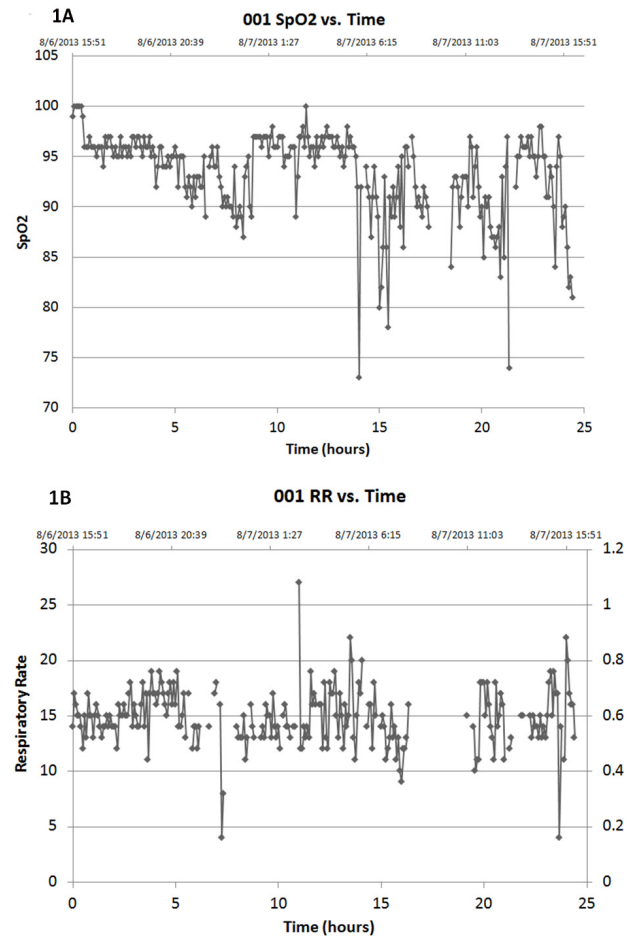 1A
001 SpO2 vs. Time
8/6/2013 15:51 8/6/2013 20:39 8/7/2013 1:27 8/7/2013 6:15 8/7/2013 11:03 8/7/2013 15:51
105
100
95
90
85
80
75
70
SpO2
0 5 10 15 20 25
Time (hours)
1B
001 RR vs. Time
8/6/2013 15:51 8/6/2013 20:39 8/7/2013 1:27 8/7/2013 6:15 8/7/2013 11:03 8/7/2013 15:51
30 1.2
25 1
20 0.8
15 0.6
10 0.4
5 0.2
0 0
Respiratory Rate
0 5 10 15 20 25
Time (hours)